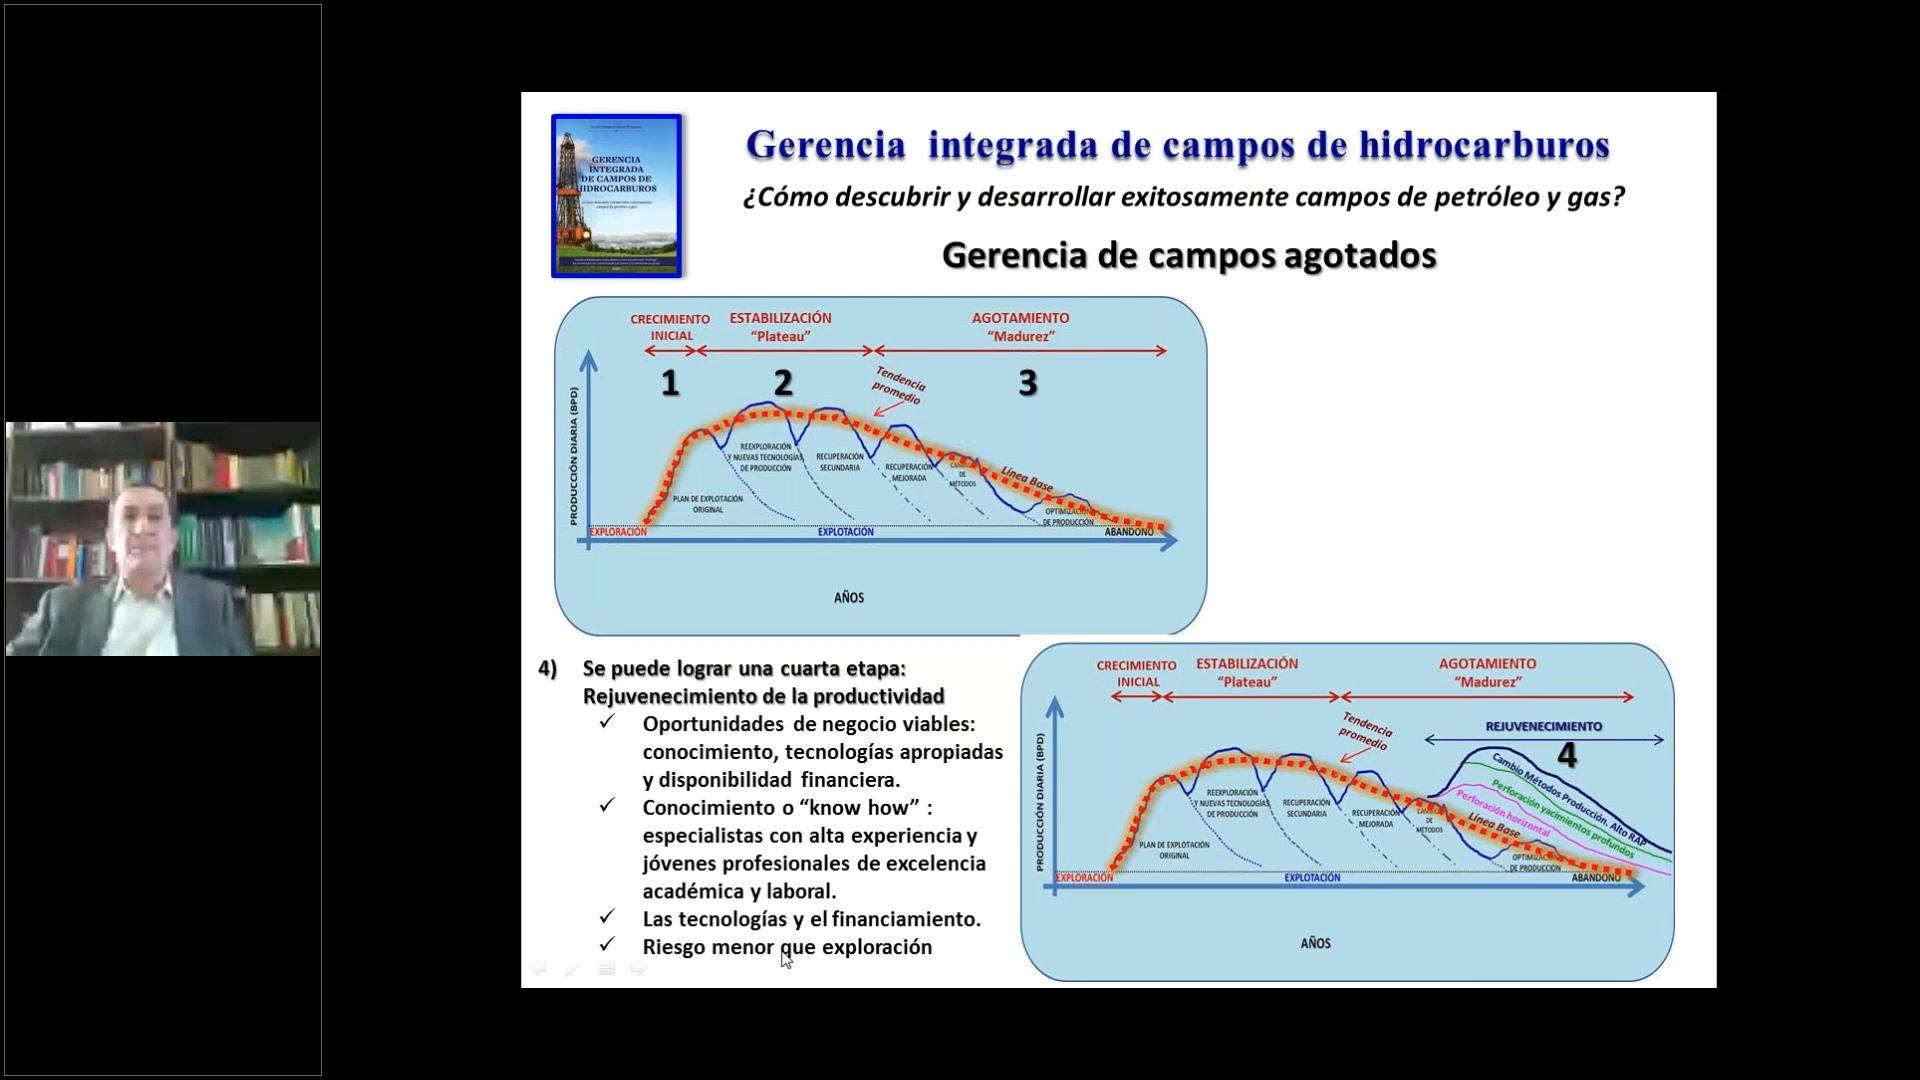 GERENCIA
INTEGRADA
DE CAMPOS DE
HIDROCARBUROS
Gerencia integrada de campos de hidrocarburos
¿Cómo descubrir y desarrollar exitosamente campos de petróleo y gas?
Gerencia de campos agotados
CRECIMIENTO
INICIAL
ESTABILIZACIÓN
“Plateau”
AGOTAMIENTO
“Madurez”
1
2
3
Tendencia
promedio
PRODUCCIÓN DIARIA (BPD)
REEXPLORACIÓN
Y NUEVAS TECNOLOGÍAS
DE PRODUCCIÓN
RECUPERACIÓN
SECUNDARIA
RECUPERACIÓN
MEJORADA
DE
MÉTODOS
Línea Base
PLAN DE EXPLOTACIÓN
ORIGINAL
OPTIMIZACIÓN
DE PRODUCCIÓN
EXPLORACIÓN
EXPLOTACIÓN
ABANDONO
AÑOS
4) Se puede lograr una cuarta etapa:
Rejuvenecimiento de la productividad
✓ Oportunidades de negocio viables:
conocimiento, tecnologías apropiadas
y disponibilidad financiera.
✓ Conocimiento o “know how” :
especialistas con alta experiencia y
jóvenes profesionales de excelencia
académica y laboral.
✓ Las tecnologías y el financiamiento.
✓ Riesgo menor que exploración
CRECIMIENTO
INICIAL
ESTABILIZACIÓN
“Plateau”
AGOTAMIENTO
“Madurez”
Tendencia
promedio
REJUVENECIMIENTO
4
PRODUCCIÓN DIARIA (BPD)
Cambio Métodos Producción. Alto RAP
Perforación yacimientos profundos
Perforación horizontal
REEXPLORACIÓN
Y NUEVAS TECNOLOGÍAS
DE PRODUCCIÓN
RECUPERACIÓN
SECUNDARIA
RECUPERACIÓN
MEJORADA
DE
MÉTODOS
Línea Base
PLAN DE EXPLOTACIÓN
ORIGINAL
OPTIMIZACIÓN
DE PRODUCCIÓN
EXPLORACIÓN
EXPLOTACIÓN
ABANDONO
AÑOS